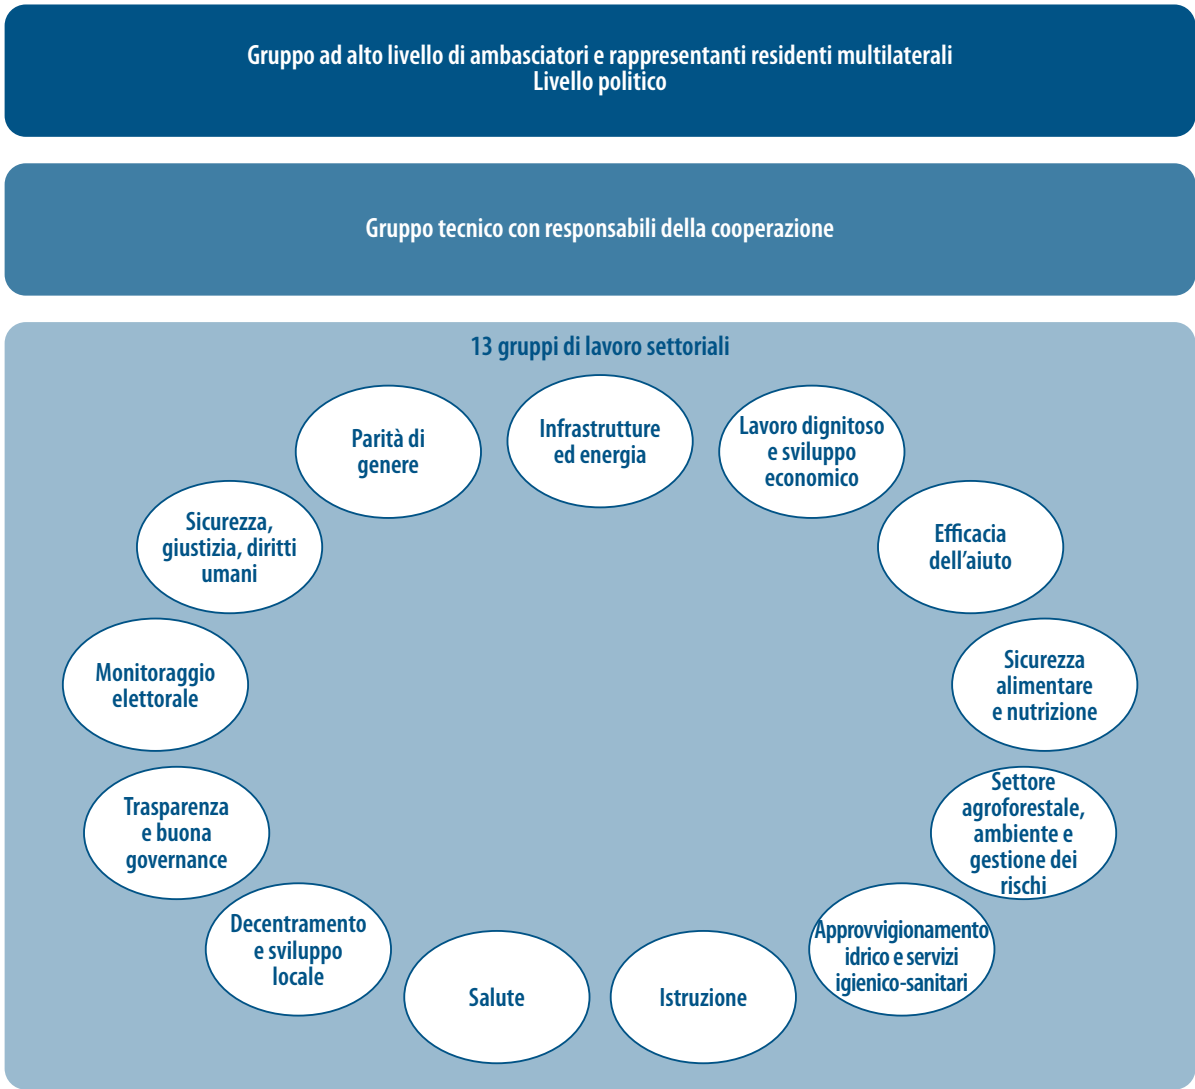 Gruppo ad alto livello di ambasciatori e rappresentanti residenti multilaterali
Livello politico
Gruppo tecnico con responsabili della cooperazione
13 gruppi di lavoro settoriali
Infrastrutture
ed energia
Lavoro dignitoso
e sviluppo
economico
Efficacia
dell'aiuto
Sicurezza
alimentare
e nutrizione
Settore
agroforestale,
ambiente e
gestione dei
rischi
Approvvigionamento
idrico e servizi
igienico-sanitari
Istruzione
Salute
Decentramento
e sviluppo
locale
Trasparenza
e buona
governance
Monitoraggio
elettorale
Sicurezza,
giustizia, diritti
umani
Parità di
genere